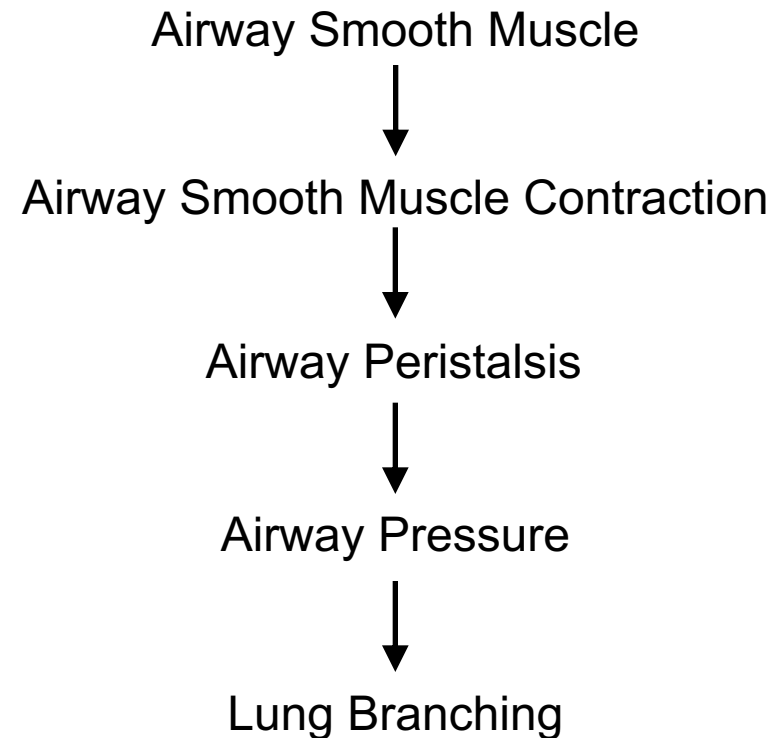 Airway Smooth Muscle
Airway Smooth Muscle Contraction
Airway Peristalsis
Airway Pressure
Lung Branching